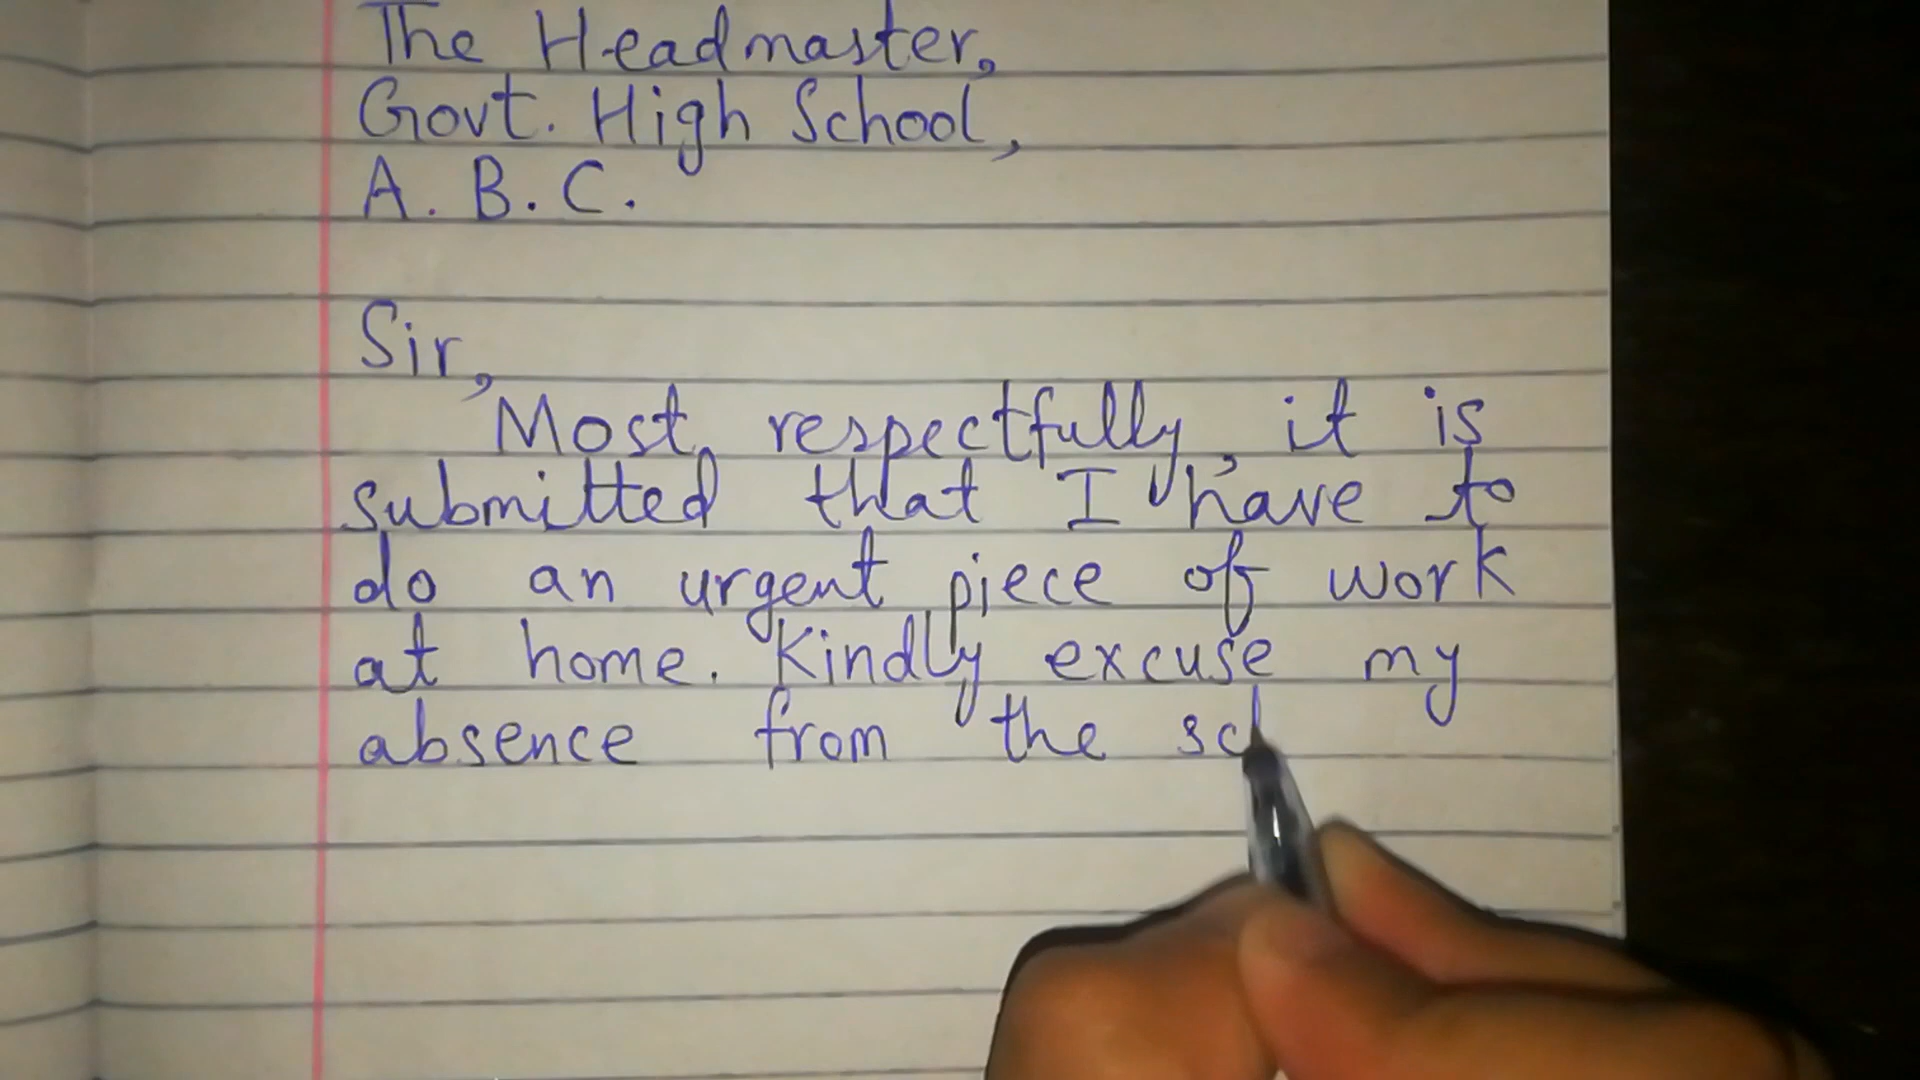 The Headmaster,
Govt. High School,
A. B. C.
Sir,
Most respectfully, it is
submitted that I have to
do an urgent piece of work
at home. Kindly excuse my
absence from the sch